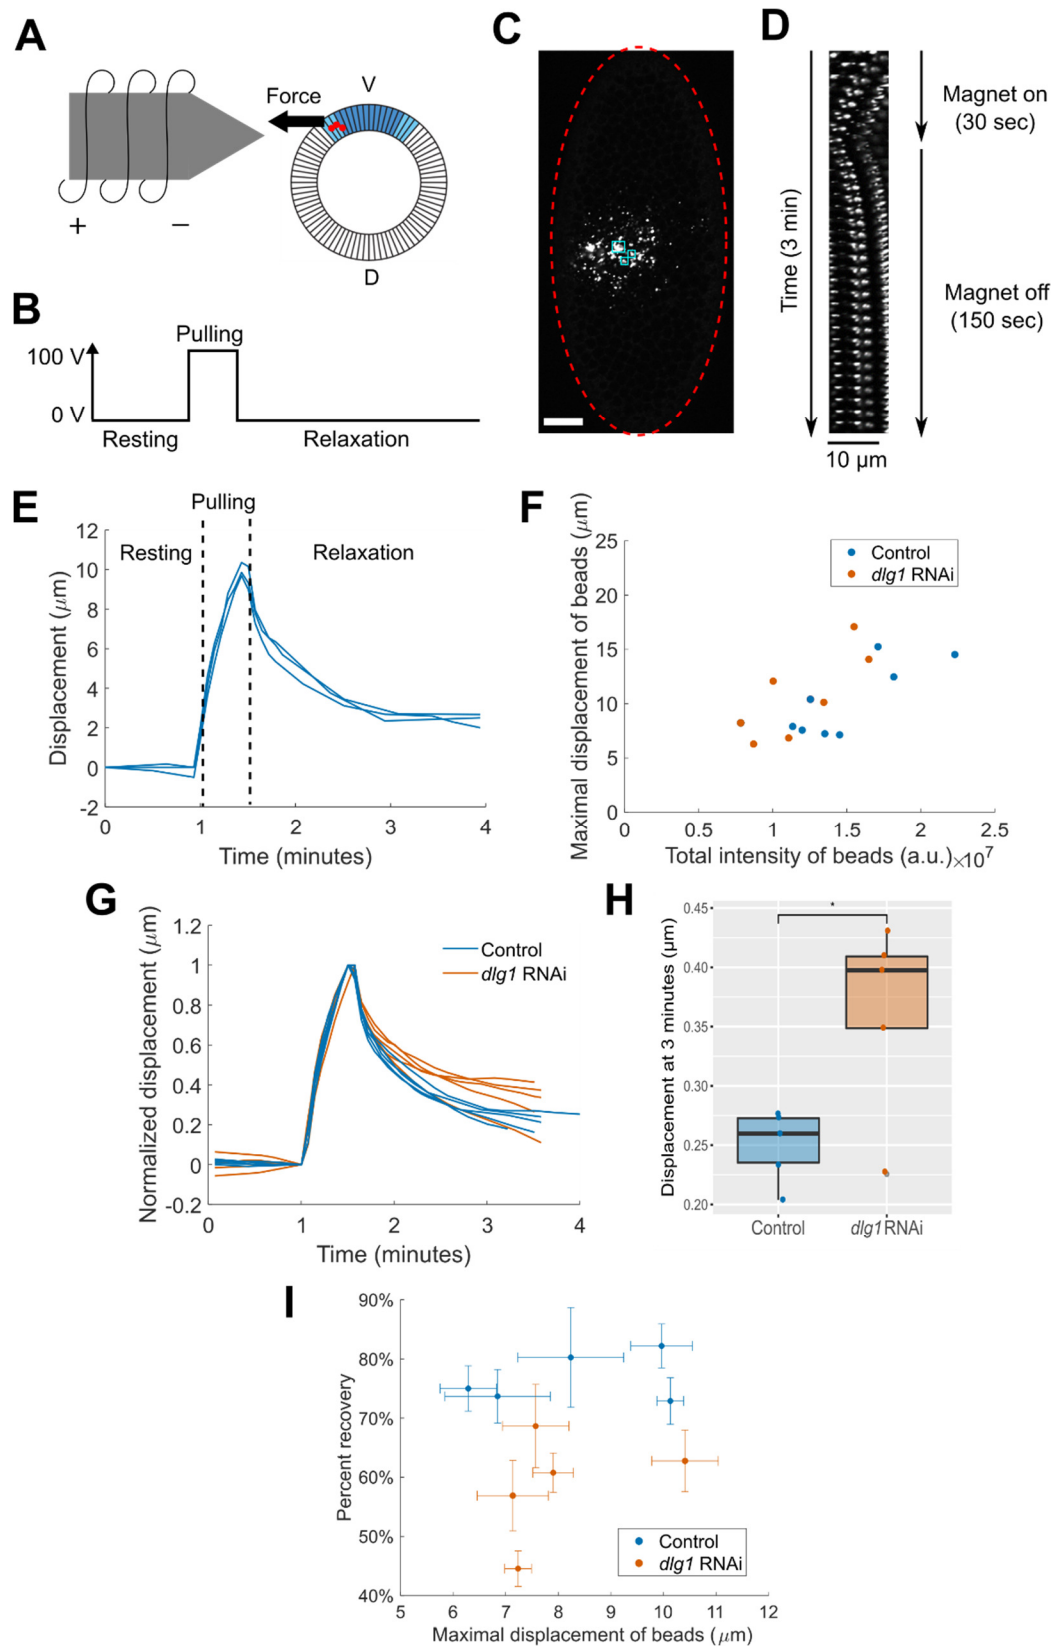 A
Force
V
D
+
−
B
Pulling
100 V
0 V
Resting
Relaxation
C
D
Time (3 min)
Magnet on
(30 sec)
Magnet off
(150 sec)
10 μm
E
Pulling
Resting
Relaxation
Displacement (μm)
12
10
8
6
4
2
0
-2
0
1
2
3
4
Time (minutes)
F
Maximal displacement of beads (μm)
25
20
15
10
5
0
Control
dlg1 RNAi
0
0.5
1
1.5
2
2.5
Total intensity of beads (a.u.)×10⁷
G
Normalized displacement (μm)
1.2
1
0.8
0.6
0.4
0.2
0
-0.2
Control
dlg1 RNAi
0
1
2
3
4
Time (minutes)
H
Displacement at 3 minutes (μm)
0.45
0.40
0.35
0.30
0.25
0.20
*
Control
dlg1RNAi
I
Percent recovery
90%
80%
70%
60%
50%
40%
Control
dlg1 RNAi
5
6
7
8
9
10
11
12
Maximal displacement of beads (μm)